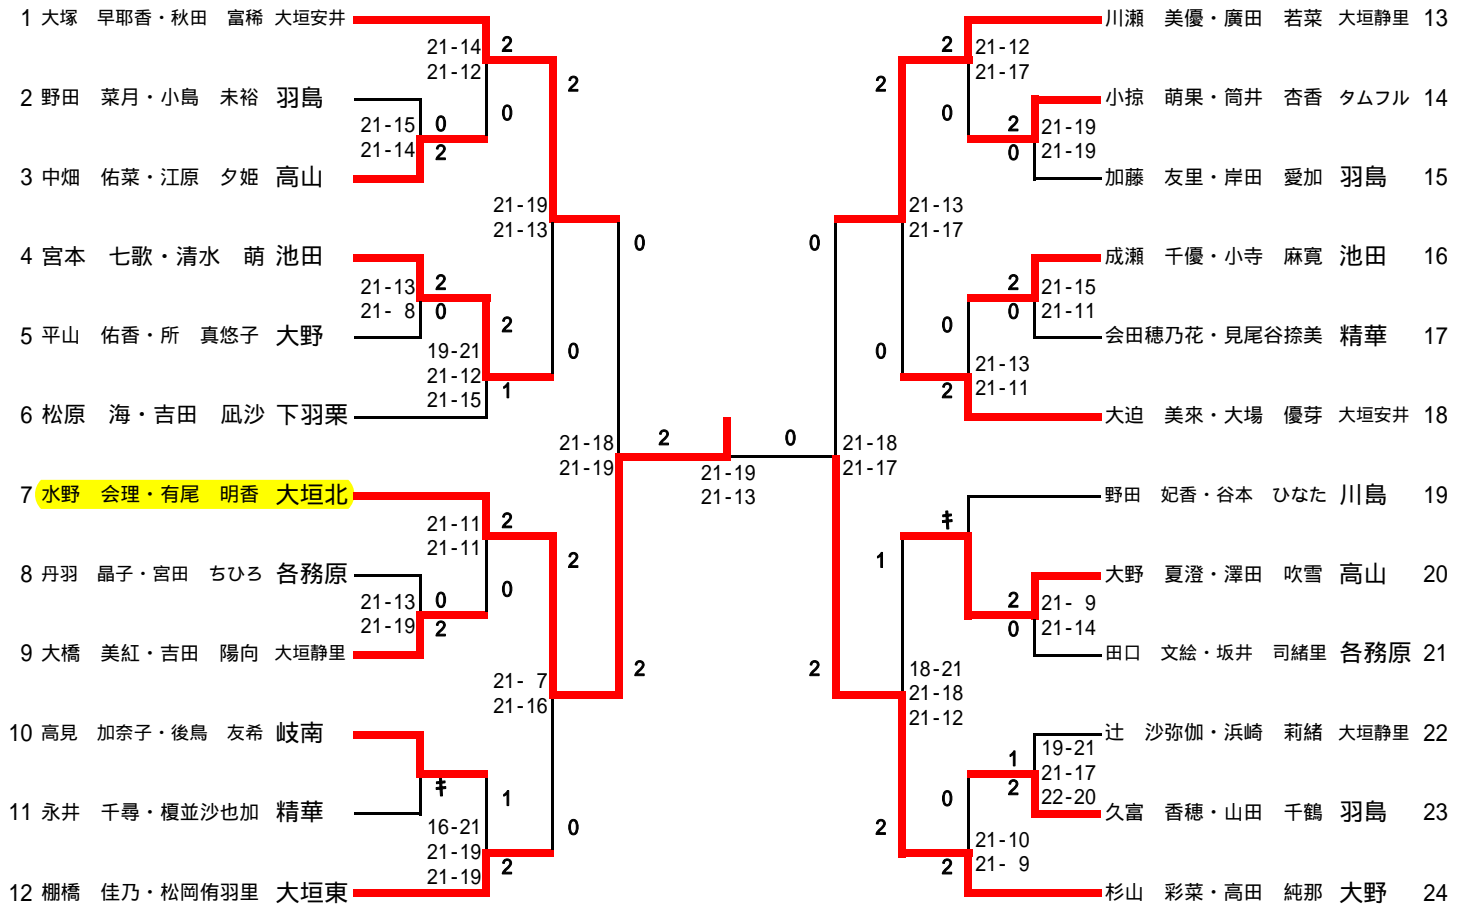 1 大塚　早耶香・秋田　富稀 大垣安井
2 野田　菜月・小島　未裕 羽島
3 中畑　佑菜・江原　夕姫 高山
4 宮本　七歌・清水　萌 池田
5 平山　佑香・所　真悠子 大野
6 松原　海・吉田　凪沙 下羽栗
7 水野　会理・有尾　明香 大垣北
8 丹羽　晶子・宮田　ちひろ 各務原
9 大橋　美紅・吉田　陽向 大垣静里
10 高見　加奈子・後鳥　友希 岐南
11 永井　千尋・榎並沙也加 精華
12 棚橋　佳乃・松岡侑羽里 大垣東
21-15 0
21-14 2
21-13 2
21- 8 0
21-13 0
21-19 2
キ
21-14 2
21-12
0
2
19-21
21-12
21-15 1
21-11 2
21-11
0
1
16-21
21-19
21-19 2
2
21-19
21-13
0
2
21- 7
21-16
0
0
21-18
21-19
2
2 0
21-19
21-13
0
21-18
21-17
2
2
21-13
21-17
0
1
18-21
21-18
21-12
2
2 21-12
21-17
0
0
21-13
2 21-11
キ
0
21-10
2 21- 9
2 21-19
0 21-19
2 21-15
0 21-11
2 21- 9
0 21-14
1 19-21
21-17
2 22-20
川瀬　美優・廣田　若菜 大垣静里 13
小掠　萌果・筒井　杏香 タムフル 14
加藤　友里・岸田　愛加 羽島 15
成瀬　千優・小寺　麻寛 池田 16
会田穂乃花・見尾谷捺美 精華 17
大迫　美來・大場　優芽 大垣安井 18
野田　妃香・谷本　ひなた 川島 19
大野　夏澄・澤田　吹雪 高山 20
田口　文絵・坂井　司緒里 各務原 21
辻　沙弥伽・浜崎　莉緒 大垣静里 22
久富　香穂・山田　千鶴 羽島 23
杉山　彩菜・高田　純那 大野 24